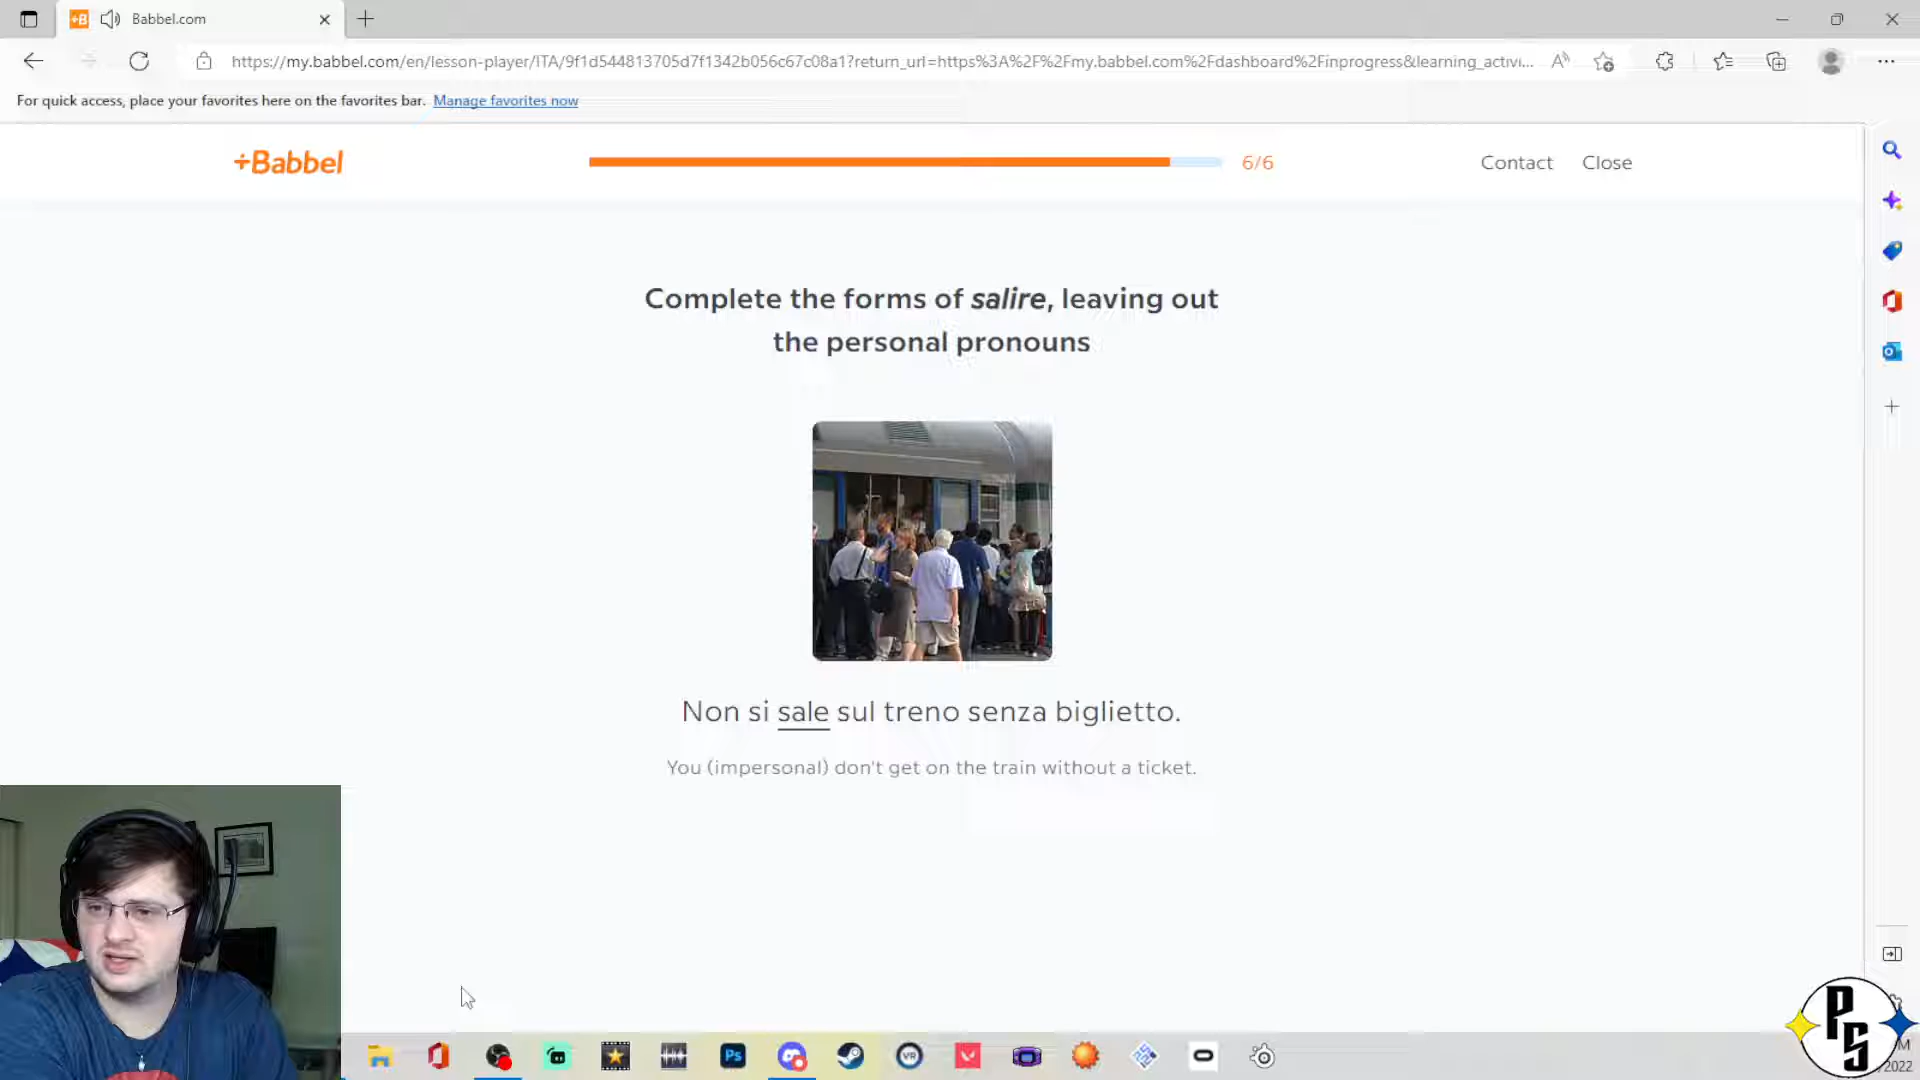 Babbel.com
https://my.babbel.com/en/lesson-player/ITA/9f1d544813705d7f1342b056c67c08a1?return_url=https%3A%2F%2Fmy.babbel.com%2Fdashboard%2Finprogress&learning_activi...
For quick access, place your favorites here on the favorites bar. Manage favorites now
+Babbel
6/6
Contact
Close
Complete the forms of salire, leaving out
the personal pronouns
Non si sale sul treno senza biglietto.
You (impersonal) don't get on the train without a ticket.
Ps
VR
PS